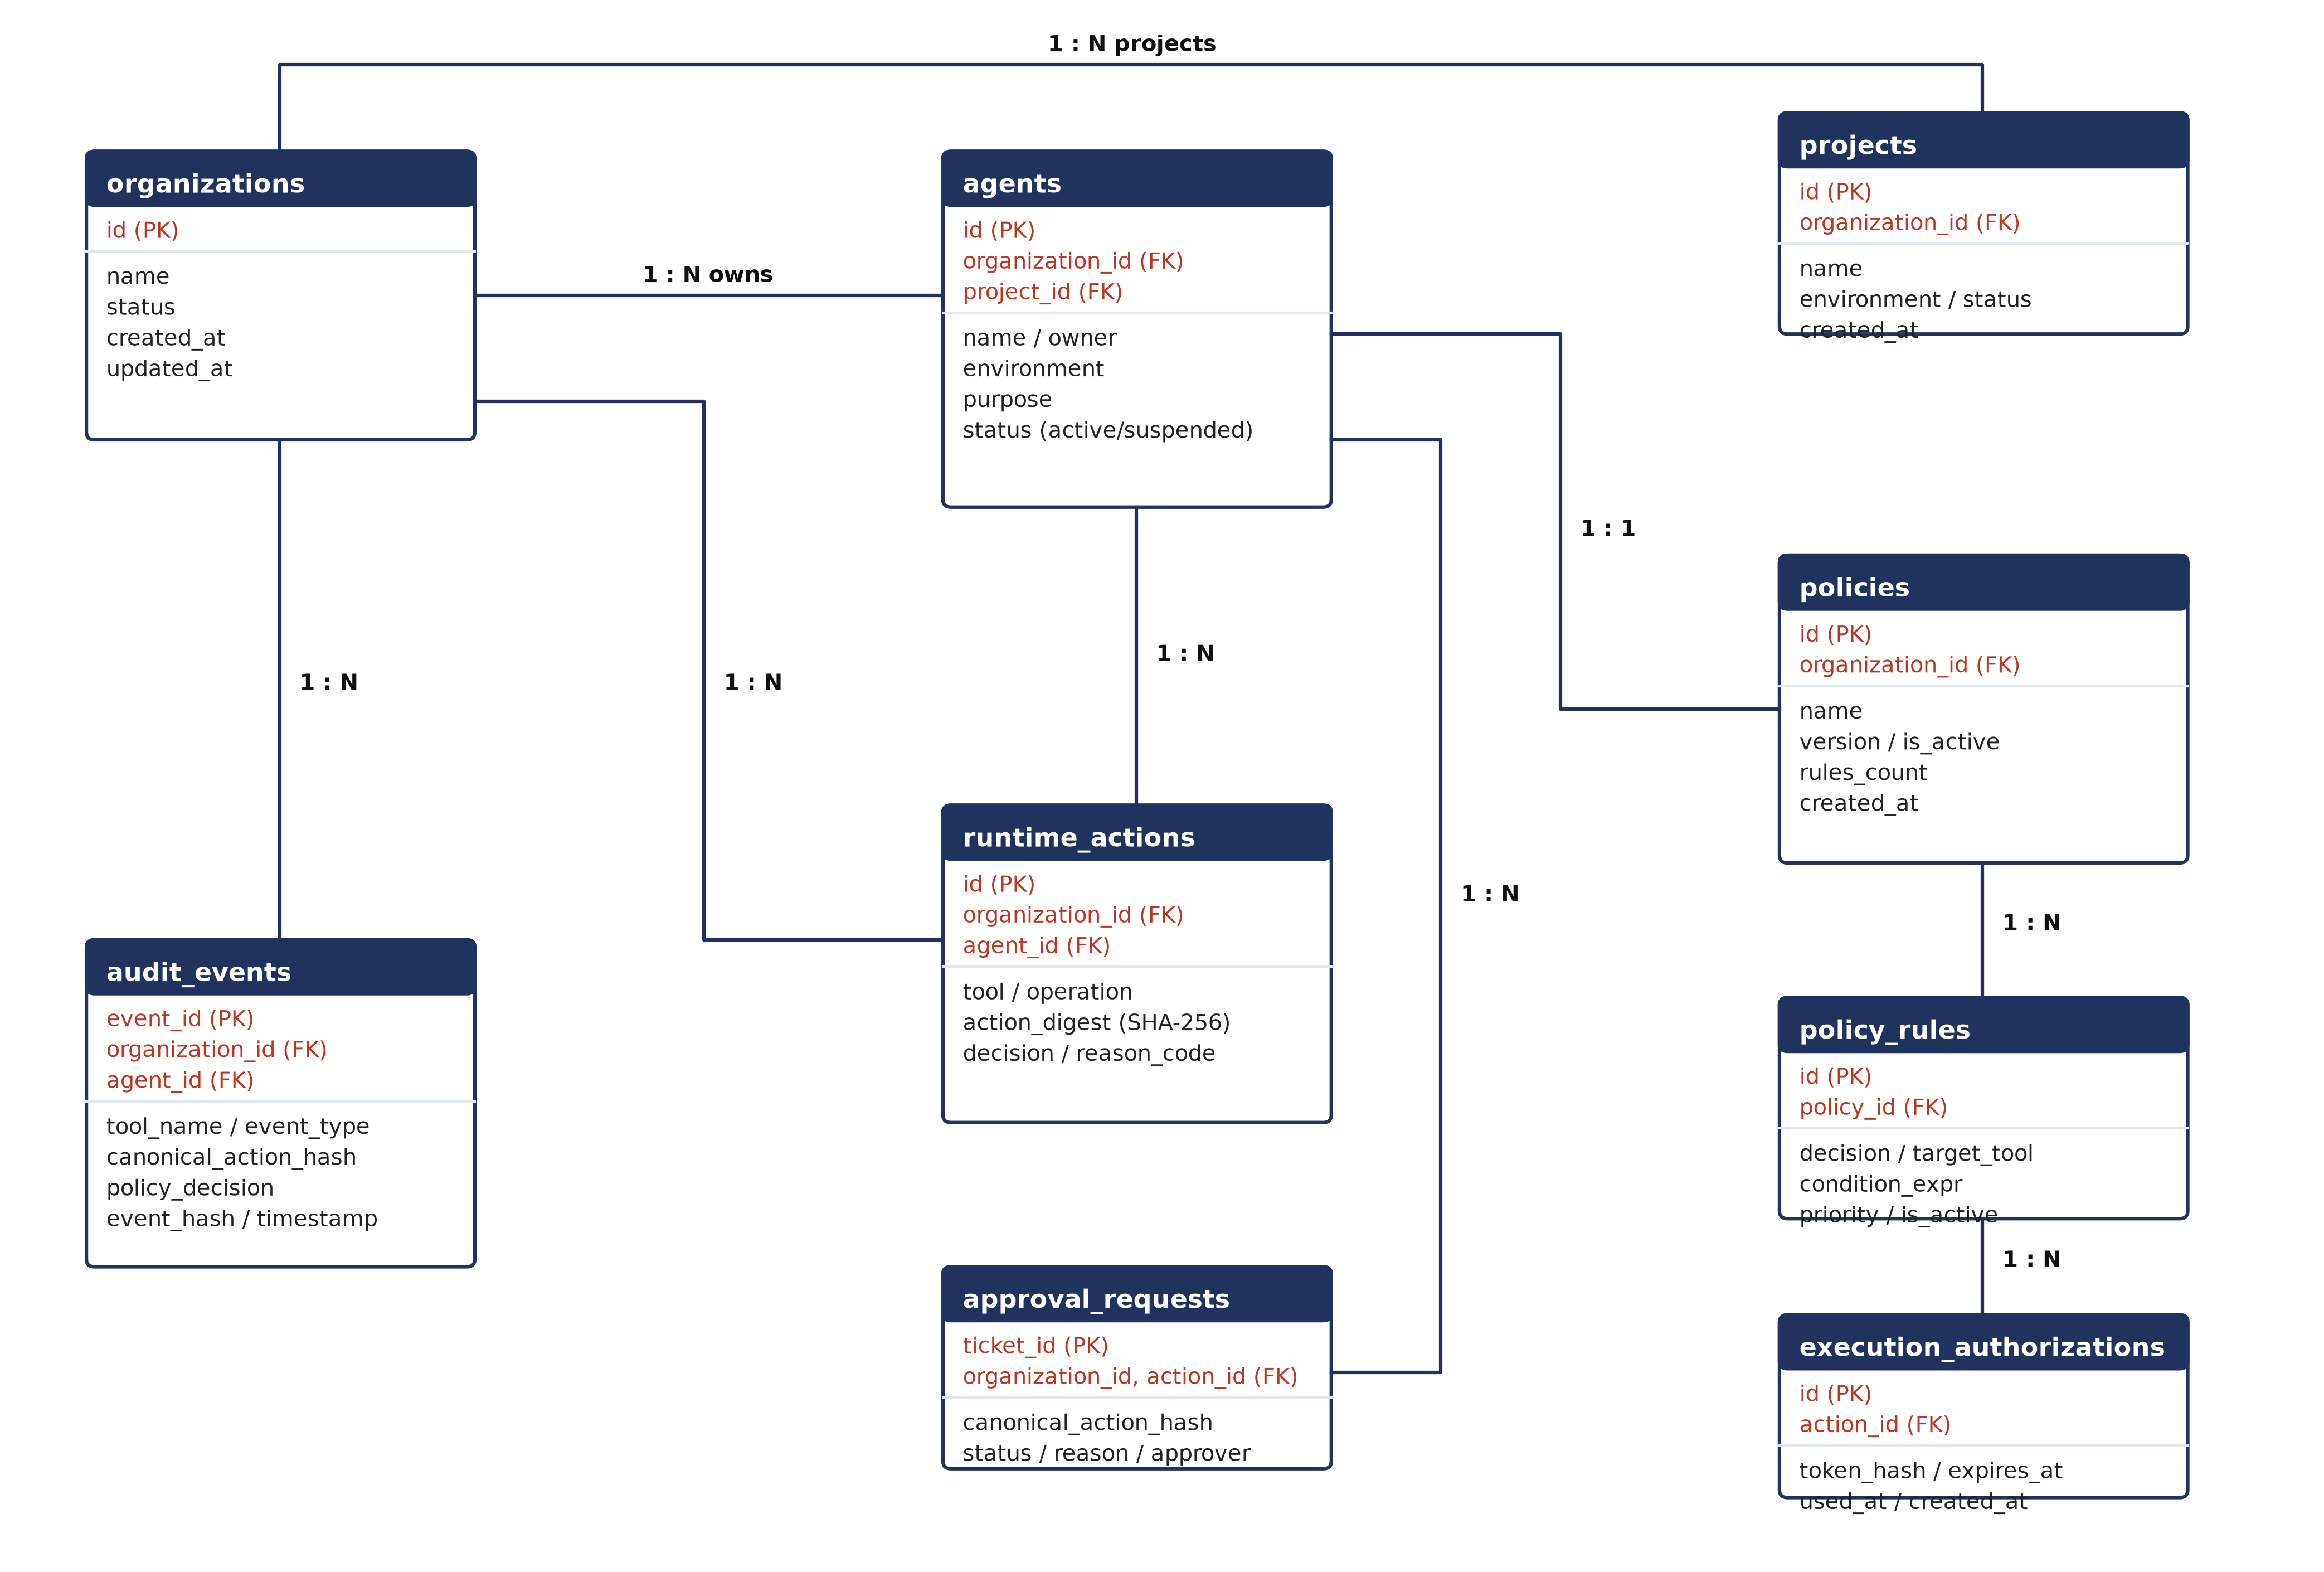 1 : N projects
organizations
id (PK)
name
status
created_at
updated_at
1 : N owns
agents
id (PK)
organization_id (FK)
project_id (FK)
name / owner
environment
purpose
status (active/suspended)
projects
id (PK)
organization_id (FK)
name
environment / status
created_at
1 : 1
policies
id (PK)
organization_id (FK)
name
version / is_active
rules_count
created_at
1 : N
1 : N
1 : N
runtime_actions
id (PK)
organization_id (FK)
agent_id (FK)
tool / operation
action_digest (SHA-256)
decision / reason_code
1 : N
1 : N
audit_events
event_id (PK)
organization_id (FK)
agent_id (FK)
tool_name / event_type
canonical_action_hash
policy_decision
event_hash / timestamp
policy_rules
id (PK)
policy_id (FK)
decision / target_tool
condition_expr
priority / is_active
1 : N
approval_requests
ticket_id (PK)
organization_id, action_id (FK)
canonical_action_hash
status / reason / approver
execution_authorizations
id (PK)
action_id (FK)
token_hash / expires_at
used_at / created_at